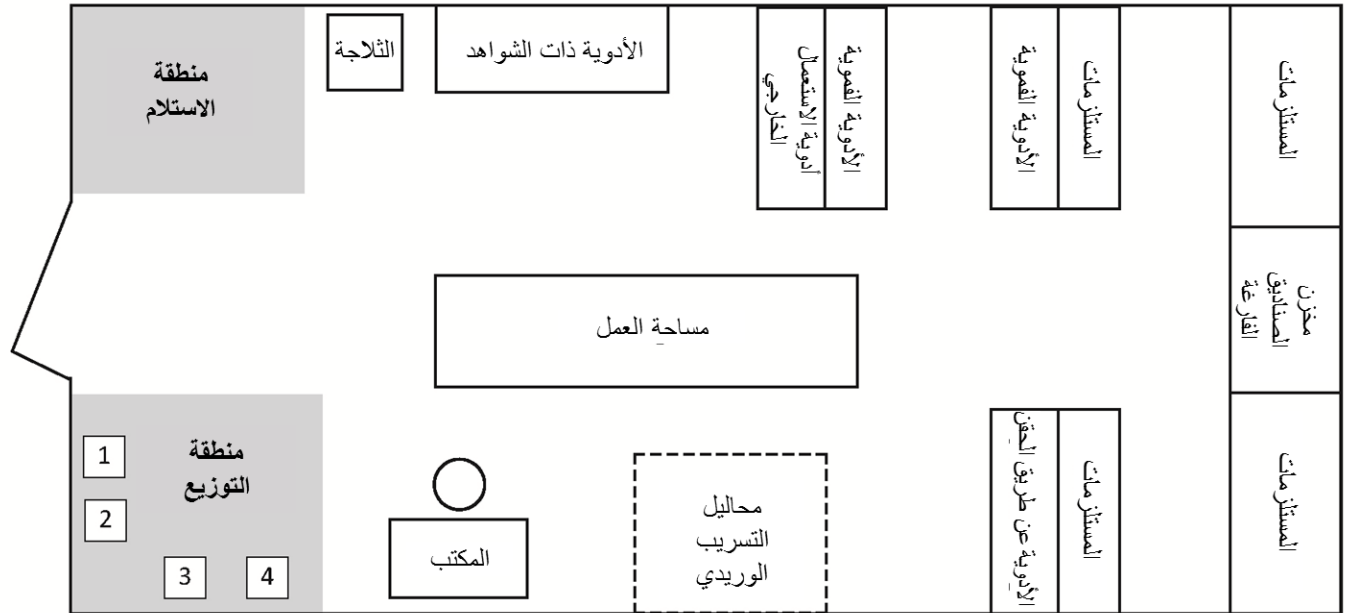 منطقة
الاستلام
الثلاجة
الأدوية ذات الشواهد
أدوية الاستعمال
الخارجي
الأدوية الفموية
الأدوية الفموية
المستلزمات
المستلزمات
مخزن
الصناديق
الفارغة
مساحة العمل
منطقة
التوزيع
1
2
3
4
المكتب
محاليل
التسريب
الوريدي
الأدوية عن طريق الحقن
المستلزمات
المستلزمات